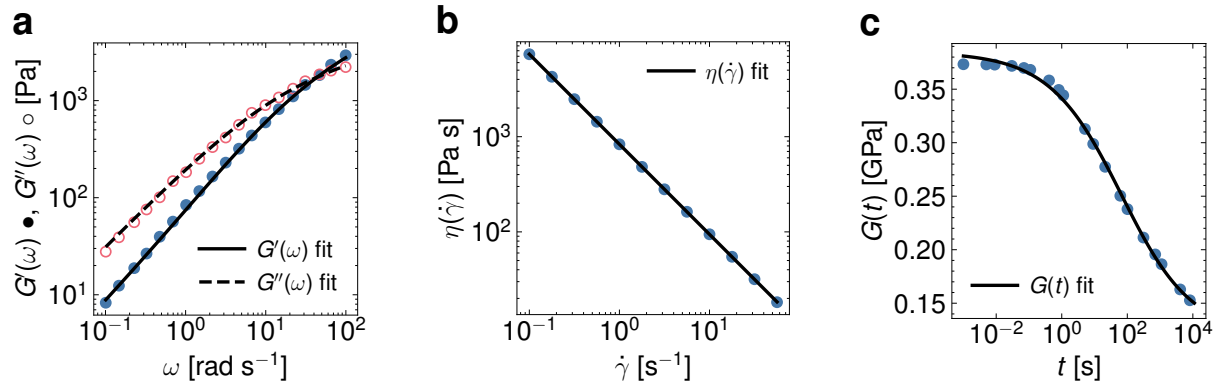 a
G′(ω) ●, G″(ω) ○ [Pa]
10³
10²
10¹
G′(ω) fit
G″(ω) fit
10⁻¹ 10⁰ 10¹ 10²
ω [rad s⁻¹]
b
η(γ̇) [Pa s]
10³
10²
η(γ̇) fit
10⁻¹ 10⁰ 10¹
γ̇ [s⁻¹]
c
G(t) [GPa]
0.35
0.30
0.25
0.20
0.15
G(t) fit
10⁻² 10⁰ 10² 10⁴
t [s]